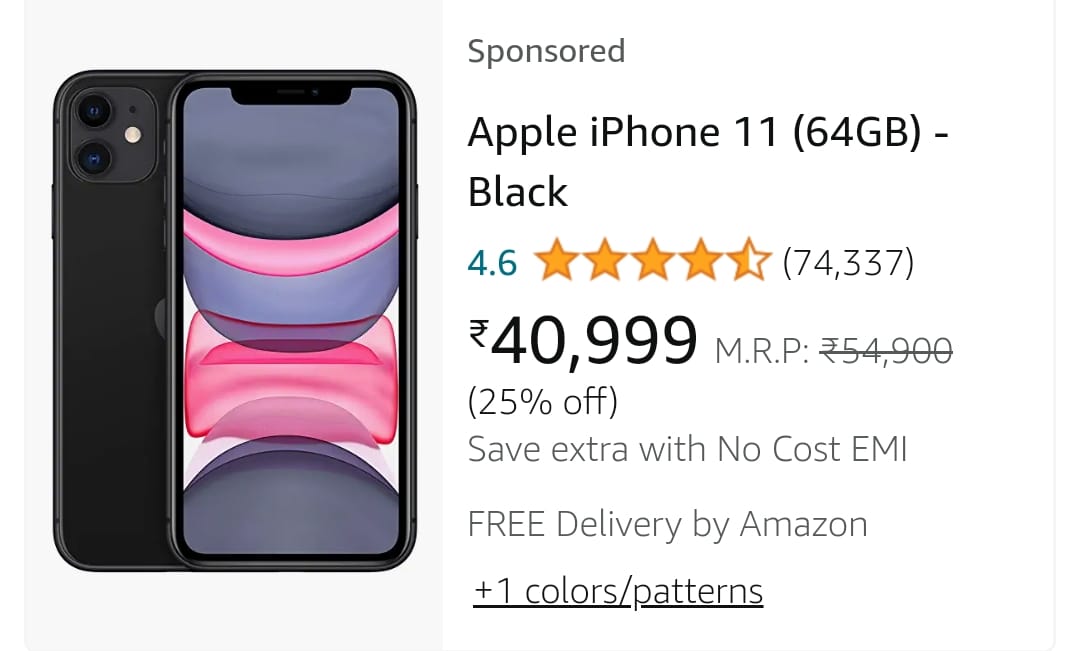 Sponsored
Apple iPhone 11 (64GB) -
Black
4.6 (74,337)
₹40,999 M.R.P: ₹54,900
(25% off)
Save extra with No Cost EMI
FREE Delivery by Amazon
+1 colors/patterns